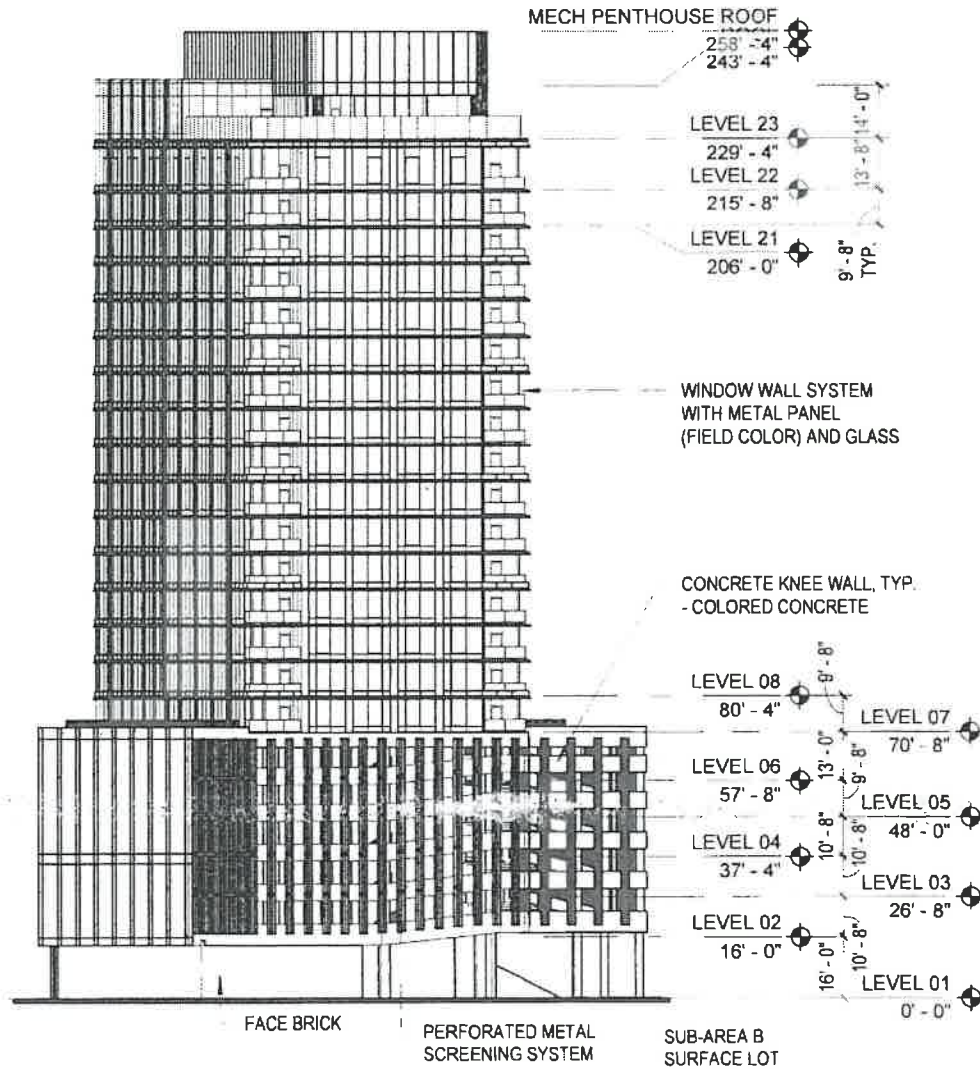 MECH PENTHOUSE ROOF
258' - 4"
243' - 4"
14' - 0"
LEVEL 23
229' - 4"
13' - 8"
LEVEL 22
215' - 8"
LEVEL 21
206' - 0"
9' - 8"
TYP.
WINDOW WALL SYSTEM
WITH METAL PANEL
(FIELD COLOR) AND GLASS
CONCRETE KNEE WALL, TYP.
- COLORED CONCRETE
9' - 8"
LEVEL 08
80' - 4"
LEVEL 07
70' - 8"
13' - 0"
LEVEL 06
57' - 8"
9' - 8"
LEVEL 05
48' - 0"
10' - 8"
LEVEL 04
37' - 4"
10' - 8"
LEVEL 03
26' - 8"
LEVEL 02
16' - 0"
10' - 8"
16' - 0"
LEVEL 01
0' - 0"
FACE BRICK
PERFORATED METAL
SCREENING SYSTEM
SUB-AREA B
SURFACE LOT